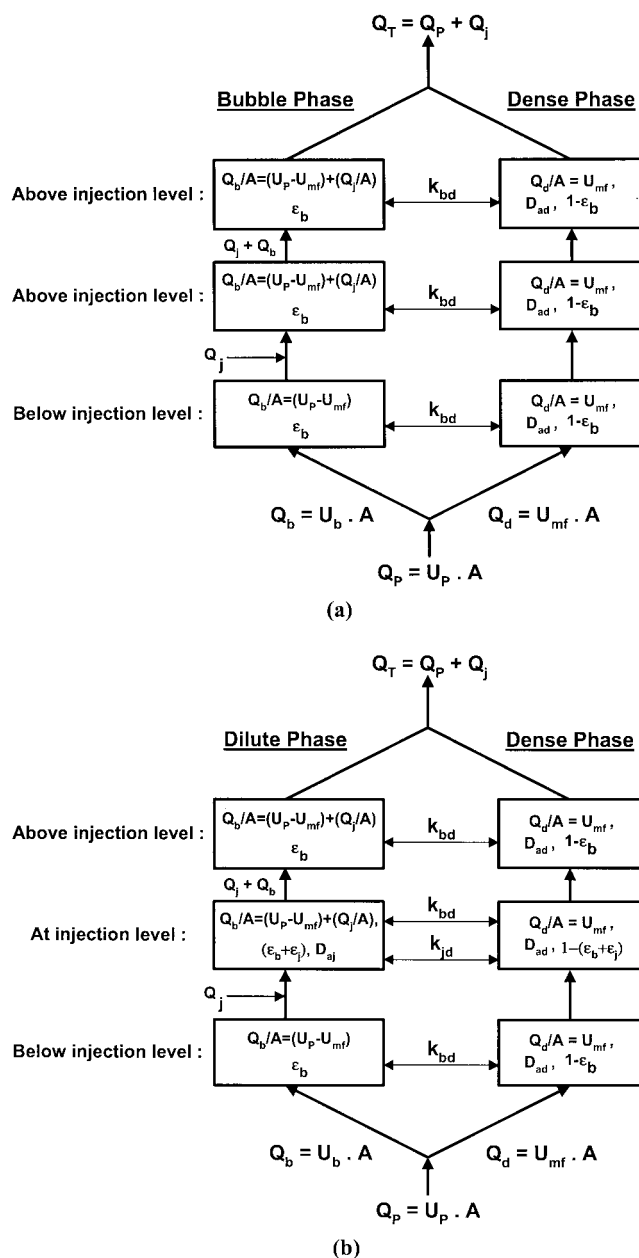 Q_T = Q_P + Q_j
Bubble Phase Dense Phase
Above injection level : Q_b/A=(U_P-U_mf)+(Q_j/A) k_bd Q_d/A = U_mf ,
ε_b D_ad , 1-ε_b
Q_j + Q_b
Above injection level : Q_b/A=(U_P-U_mf)+(Q_j/A) k_bd Q_d/A = U_mf ,
ε_b D_ad , 1-ε_b
Q_j
Below injection level : Q_b/A=(U_P-U_mf) k_bd Q_d/A = U_mf ,
ε_b D_ad , 1-ε_b
Q_b = U_b . A Q_d = U_mf . A
Q_P = U_P . A
(a)
Q_T = Q_P + Q_j
Dilute Phase Dense Phase
Above injection level : Q_b/A=(U_P-U_mf)+(Q_j/A) k_bd Q_d/A = U_mf ,
ε_b D_ad , 1-ε_b
Q_j + Q_b
At injection level : Q_b/A=(U_P-U_mf)+(Q_j/A), k_bd Q_d/A = U_mf ,
(ε_b+ε_j), D_aj k_jd D_ad , 1-(ε_b+ε_j)
Q_j
Below injection level : Q_b/A=(U_P-U_mf) k_bd Q_d/A = U_mf ,
ε_b D_ad , 1-ε_b
Q_b = U_b . A Q_d = U_mf . A
Q_P = U_P . A
(b)